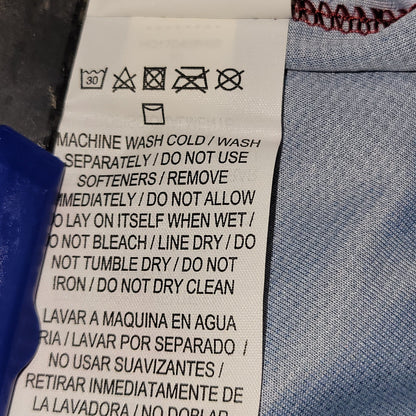 30
MACHINE WASH COLD / WASH
SEPARATELY / DO NOT USE
SOFTENERS / REMOVE
IMMEDIATELY / DO NOT ALLOW
TO LAY ON ITSELF WHEN WET /
DO NOT BLEACH / LINE DRY / DO
NOT TUMBLE DRY / DO NOT
IRON / DO NOT DRY CLEAN
LAVAR A MAQUINA EN AGUA
FRIA / LAVAR POR SEPARADO /
NO USAR SUAVIZANTES /
RETIRAR INMEDIATAMENTE DE
LA LAVADORA / NO DOBLAR